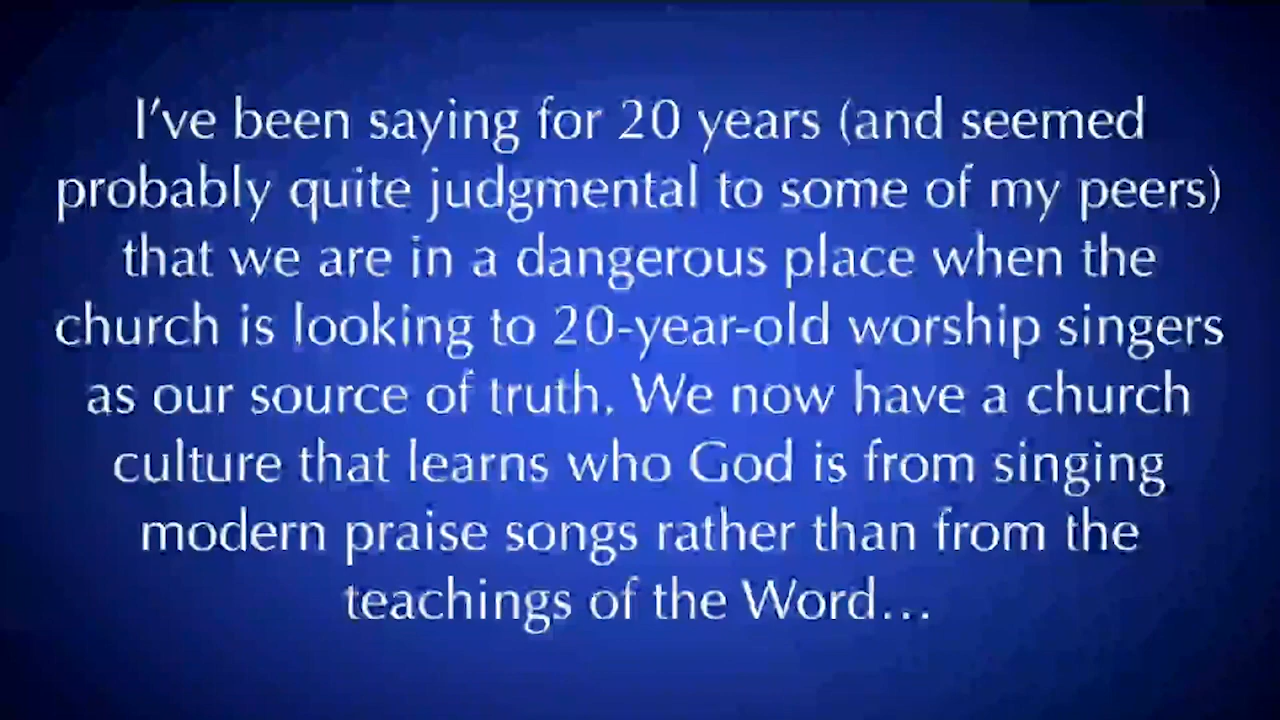 I've been saying for 20 years (and seemed
probably quite judgmental to some of my peers)
that we are in a dangerous place when the
church is looking to 20-year-old worship singers
as our source of truth. We now have a church
culture that learns who God is from singing
modern praise songs rather than from the
teachings of the Word...